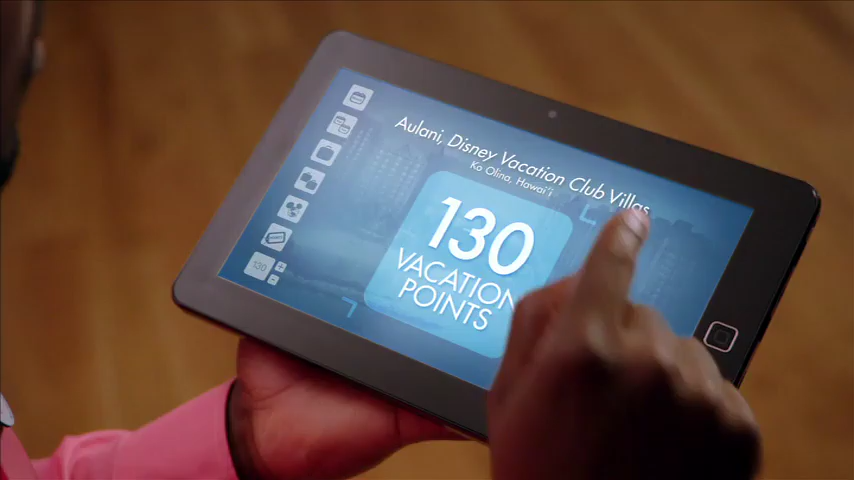 Aulani, Disney Vacation Club Villas
Ko Olina, Hawai'i
130
VACATION
POINTS
130